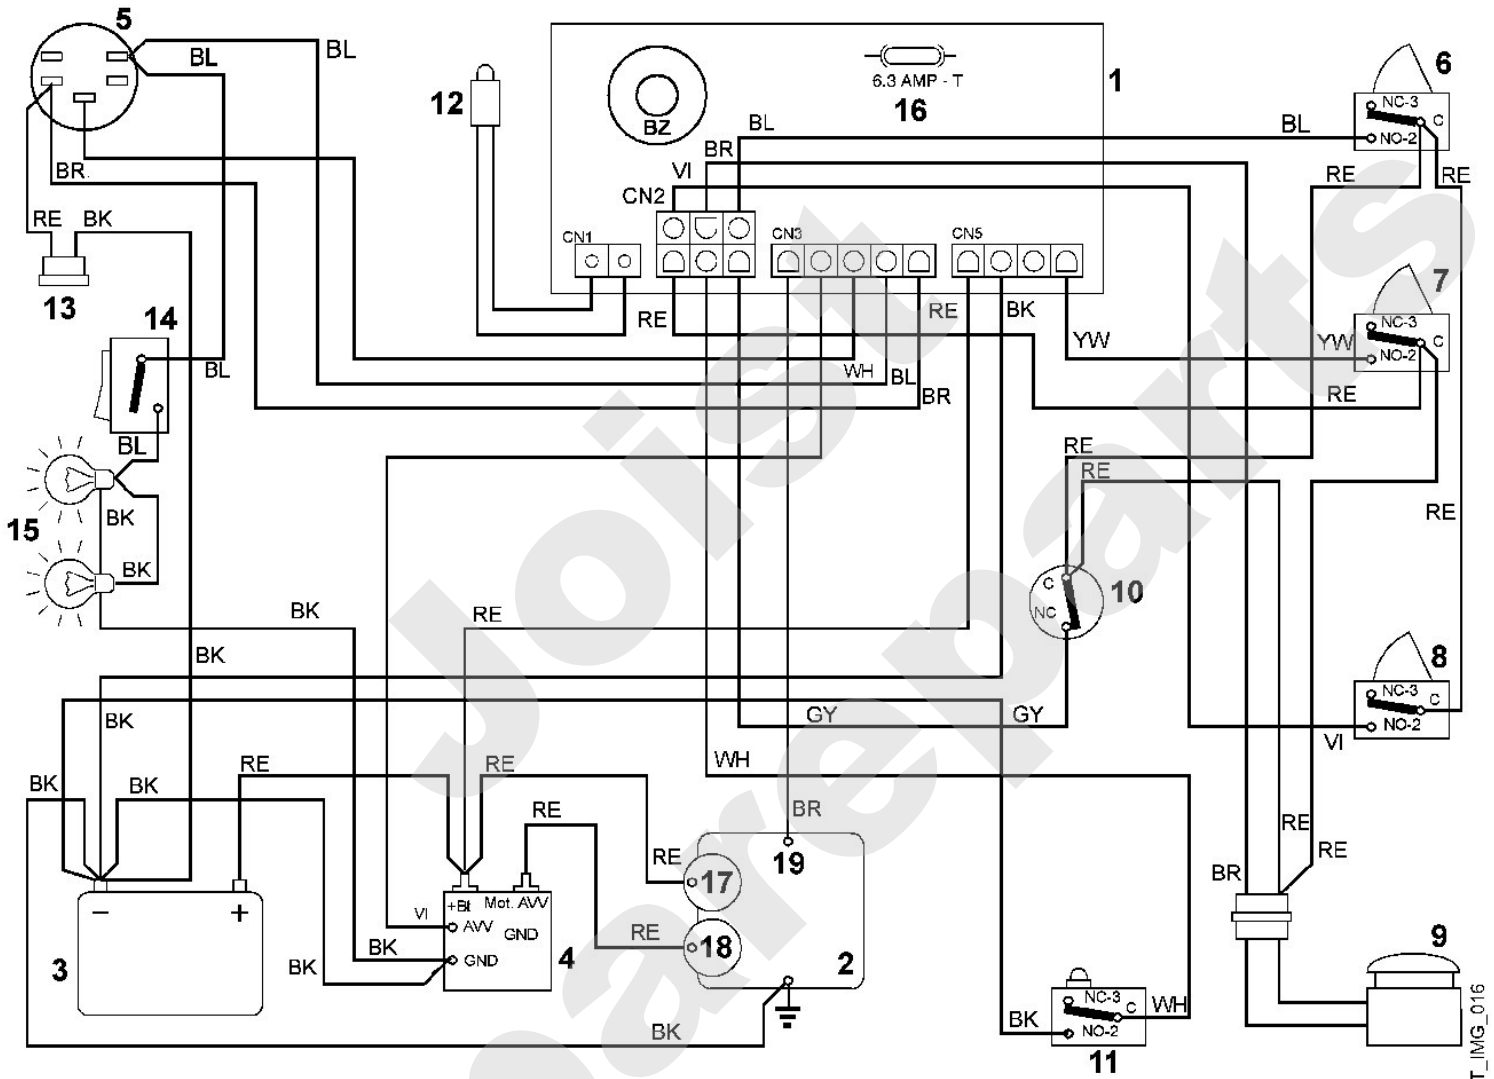 5
BL
BL
12
BZ
6.3 AMP - T
16
1
6
NC-3
C
NO-2
BL
BL
BR
VI
CN2
RE
RE
BR
RE
BK
CN1
CN3
CN5
13
7
NC-3
C
NO-2
14
RE
RE
BK
YW
YW
BL
WH
BL
BR
RE
BL
RE
RE
15
BK
RE
BK
C
NC
10
BK
RE
BK
8
NC-3
C
NO-2
BK
GY
GY
VI
WH
BK
BK
RE
RE
RE
BR
RE
RE
RE
19
BR
17
+Bt
Mot. AVV
VI
AVV
GND
18
RE
BK
GND
3
BK
4
2
9
NC-3
C
WH
BK
NO-2
BK
11
T_IMG_016
Joist
spareparts